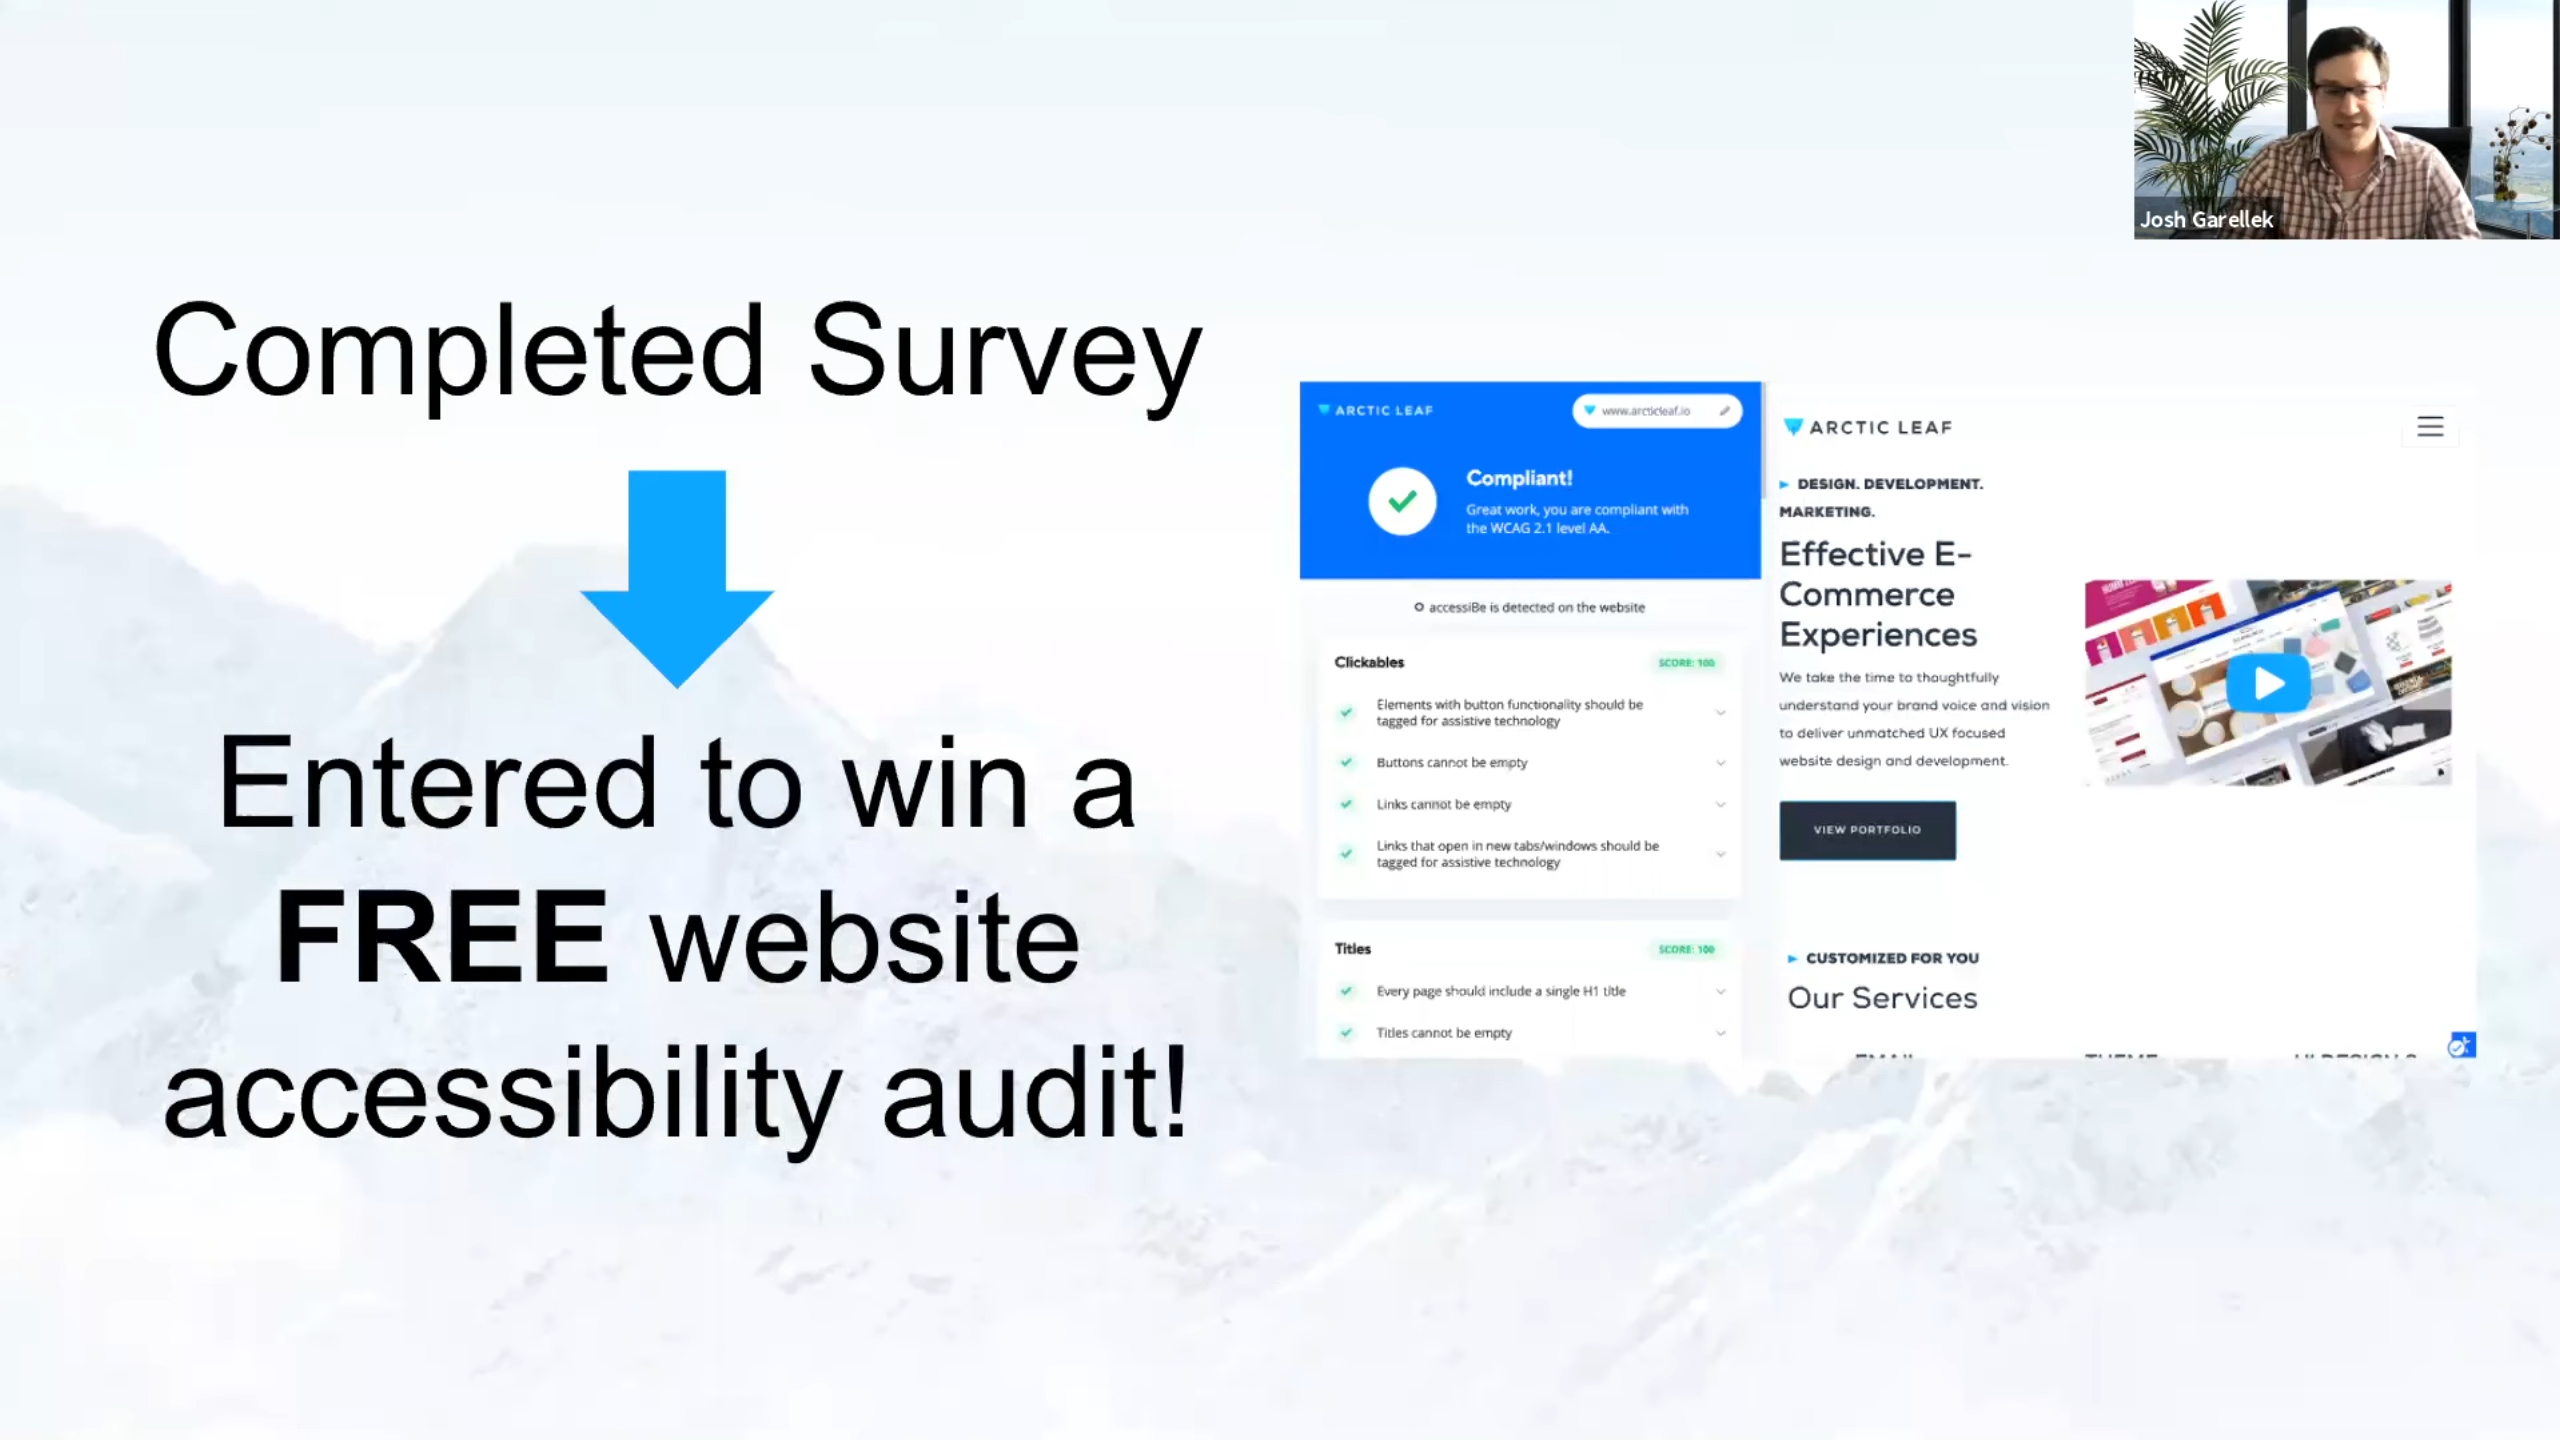 Josh Garellek
Completed Survey
Entered to win a
FREE website
accessibility audit!
ARCTIC LEAF
www.arcticleaf.io
Compliant!
Great work, you are compliant with
the WCAG 2.1 level AA.
accessiBe is detected on the website
Clickables
SCORE: 100
Elements with button functionality should be
tagged for assistive technology
Buttons cannot be empty
Links cannot be empty
Links that open in new tabs/windows should be
tagged for assistive technology
Titles
SCORE: 100
Every page should include a single H1 title
Titles cannot be empty
ARCTIC LEAF
DESIGN. DEVELOPMENT.
MARKETING.
Effective E-
Commerce
Experiences
We take the time to thoughtfully
understand your brand voice and vision
to deliver unmatched UX focused
website design and development.
VIEW PORTFOLIO
CUSTOMIZED FOR YOU
Our Services